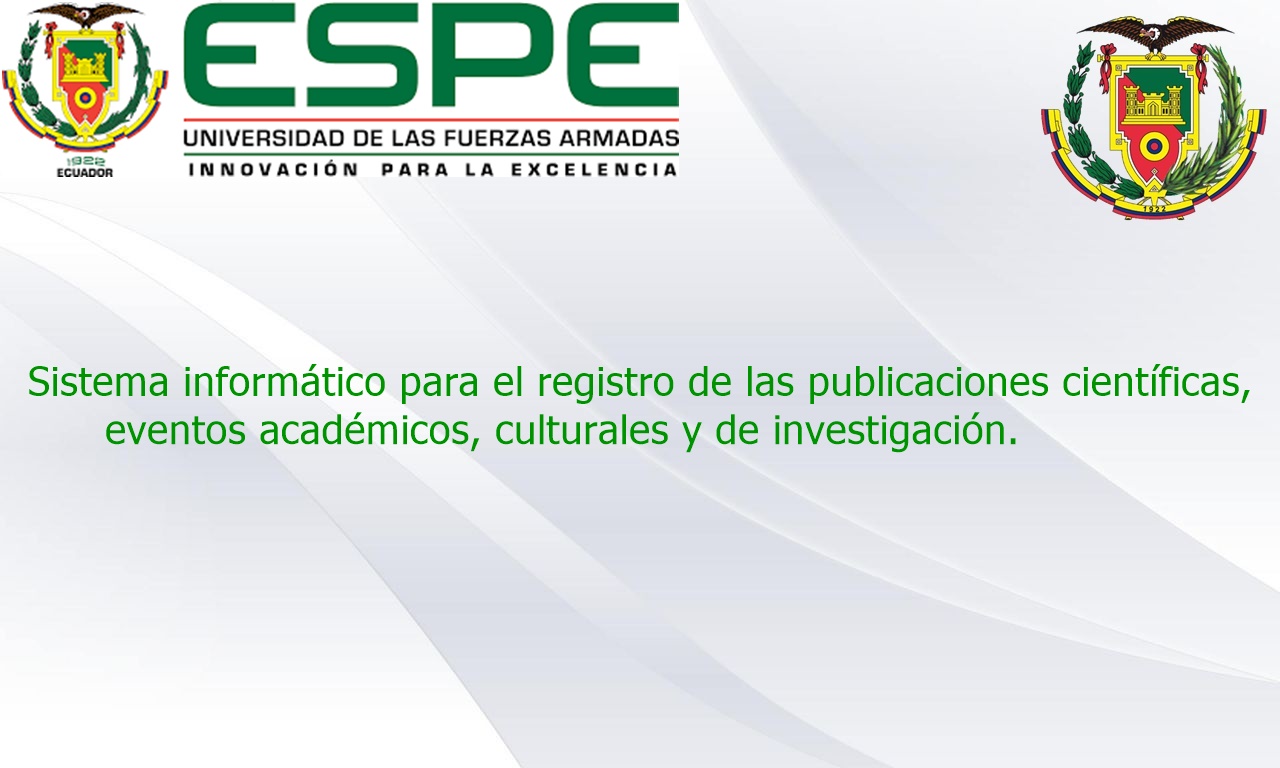 ESPE
UNIVERSIDAD DE LAS FUERZAS ARMADAS
INNOVACIÓN PARA LA EXCELENCIA
1922
ECUADOR
1922
Sistema informático para el registro de las publicaciones científicas,
eventos académicos, culturales y de investigación.